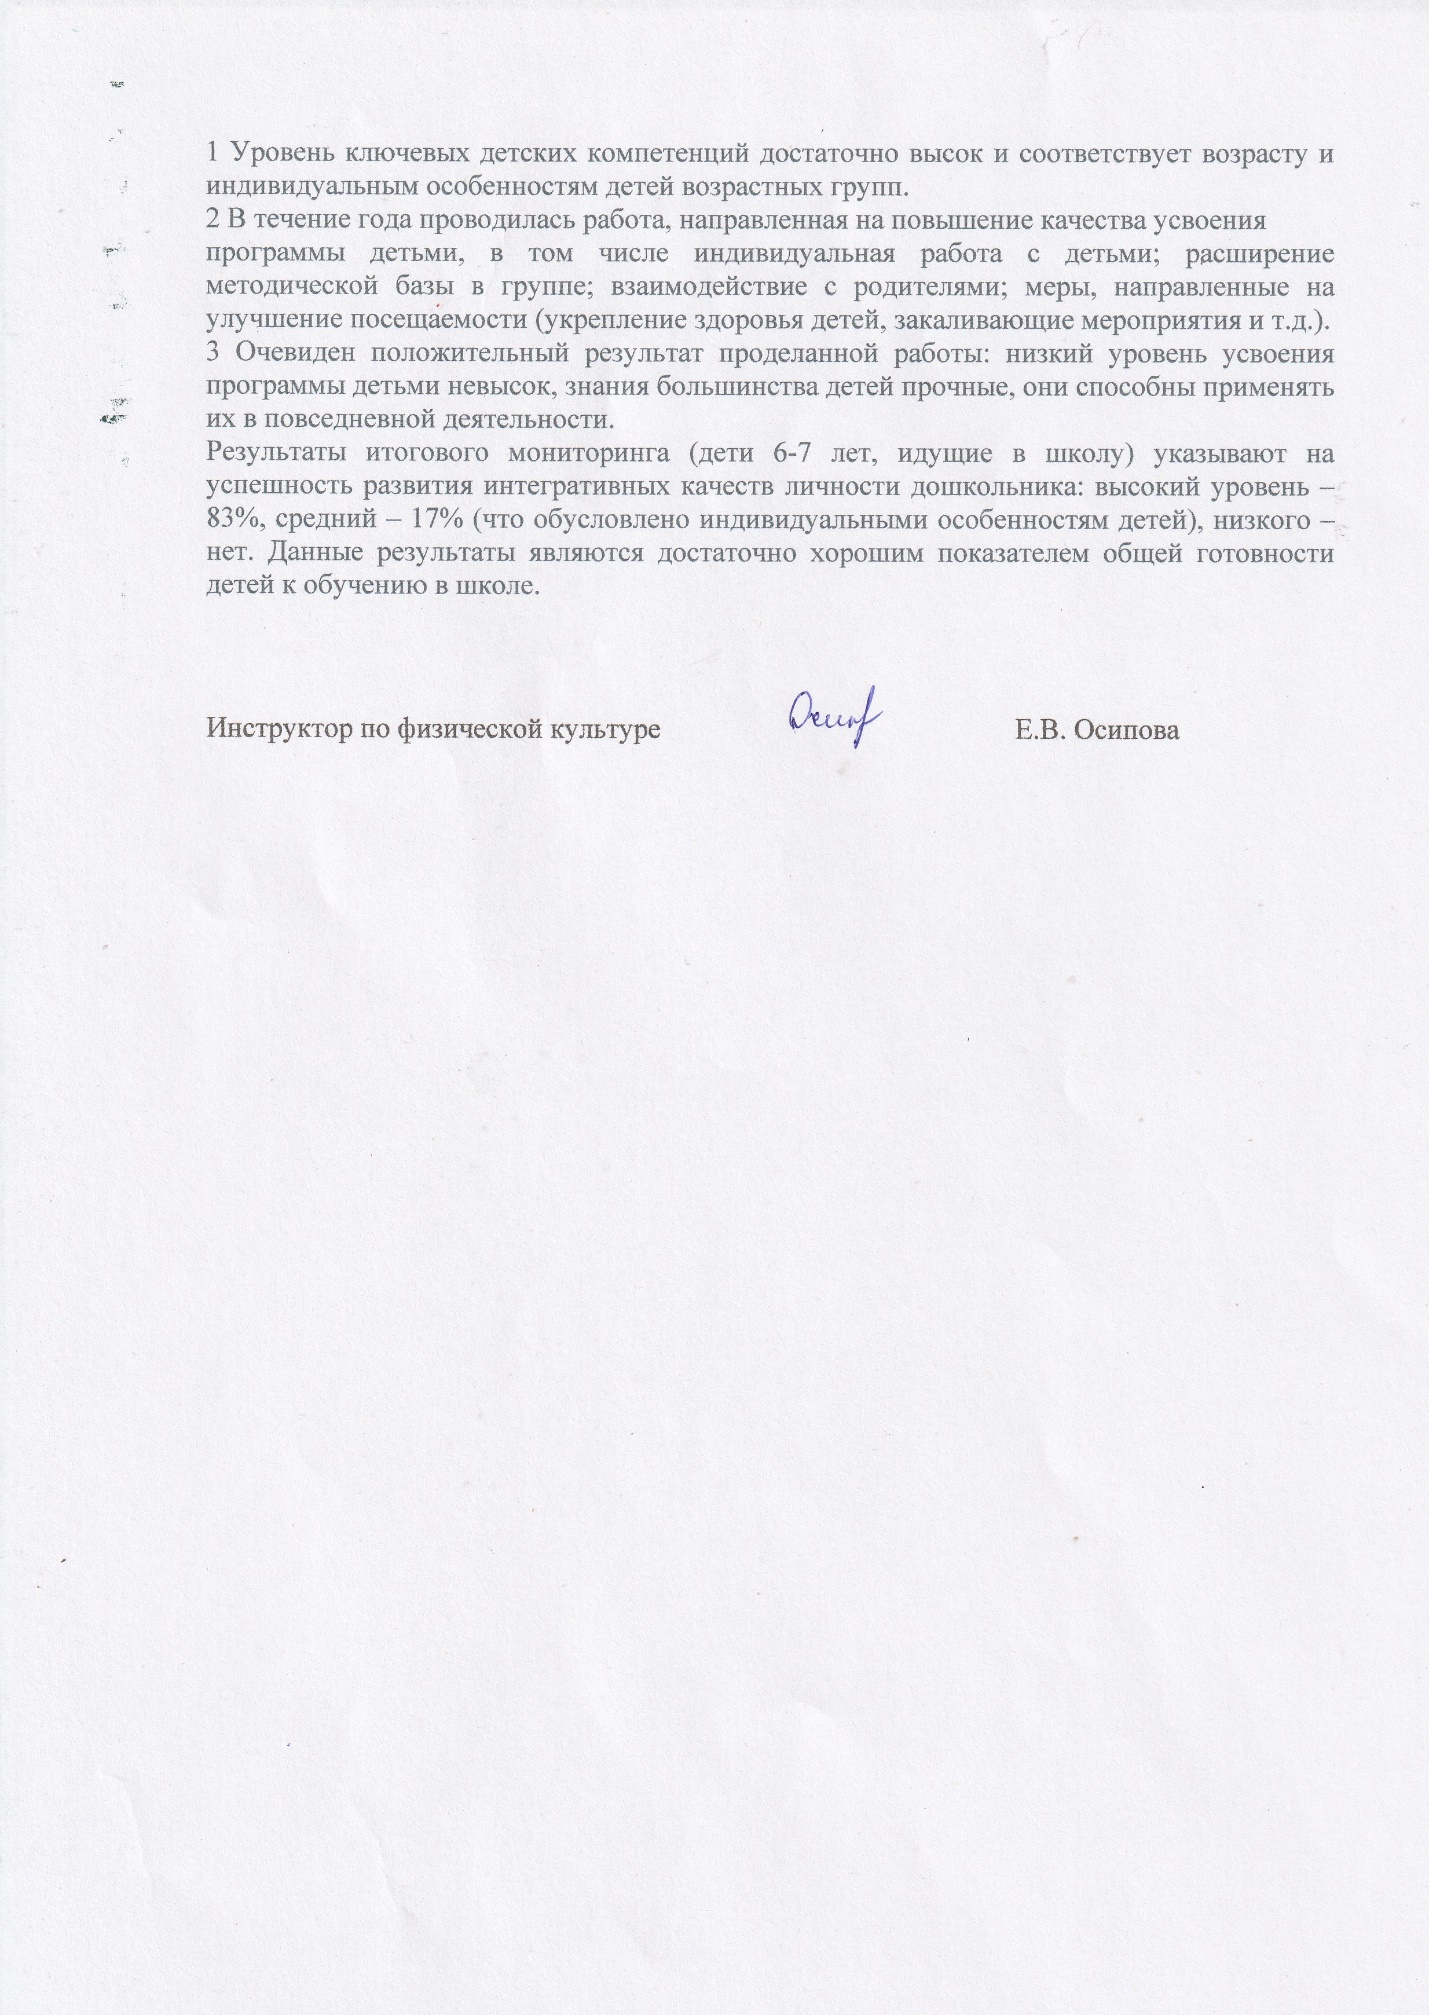 1 Уровень ключевых детских компетенций достаточно высок и соответствует возрасту и
индивидуальным особенностям детей возрастных групп.
2 В течение года проводилась работа, направленная на повышение качества усвоения
программы детьми, в том числе индивидуальная работа с детьми; расширение
методической базы в группе; взаимодействие с родителями; меры, направленные на
улучшение посещаемости (укрепление здоровья детей, закаливающие мероприятия и т.д.).
3 Очевиден положительный результат проделанной работы: низкий уровень усвоения
программы детьми невысок, знания большинства детей прочные, они способны применять
их в повседневной деятельности.
Результаты итогового мониторинга (дети 6-7 лет, идущие в школу) указывают на
успешность развития интегративных качеств личности дошкольника: высокий уровень –
83%, средний – 17% (что обусловлено индивидуальными особенностям детей), низкого –
нет. Данные результаты являются достаточно хорошим показателем общей готовности
детей к обучению в школе.
Инструктор по физической культуре Е.В. Осипова